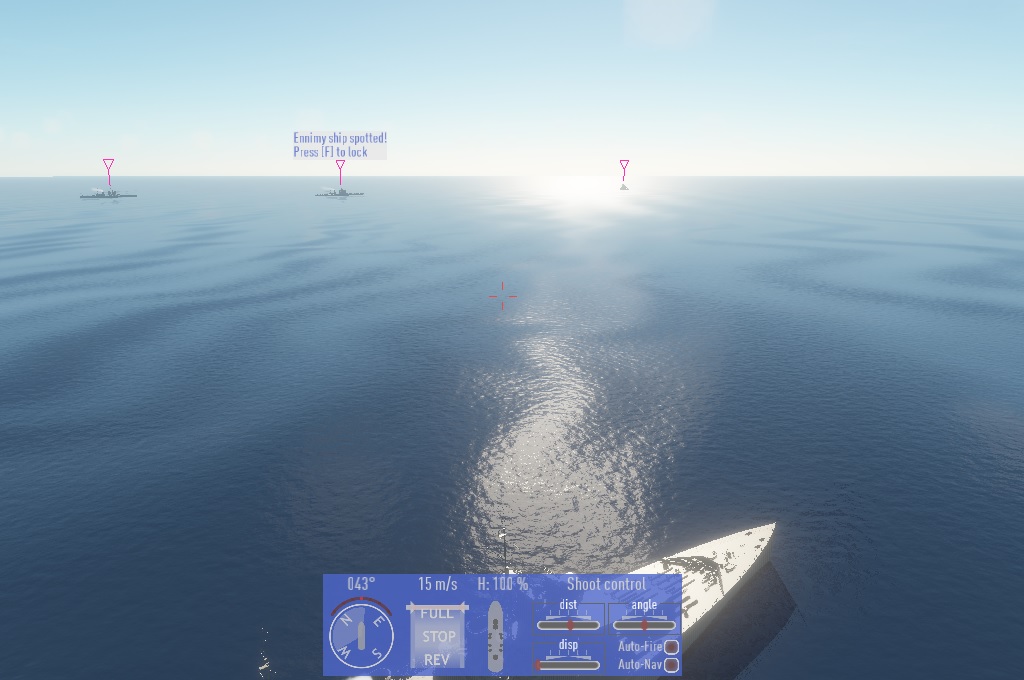 Ennimy ship spotted!
Press [F] to lock
043°
15 m/s
H: 100 %
Shoot control
FULL
STOP
REV
N
E
S
W
dist
angle
disp
Auto-Fire
Auto-Nav